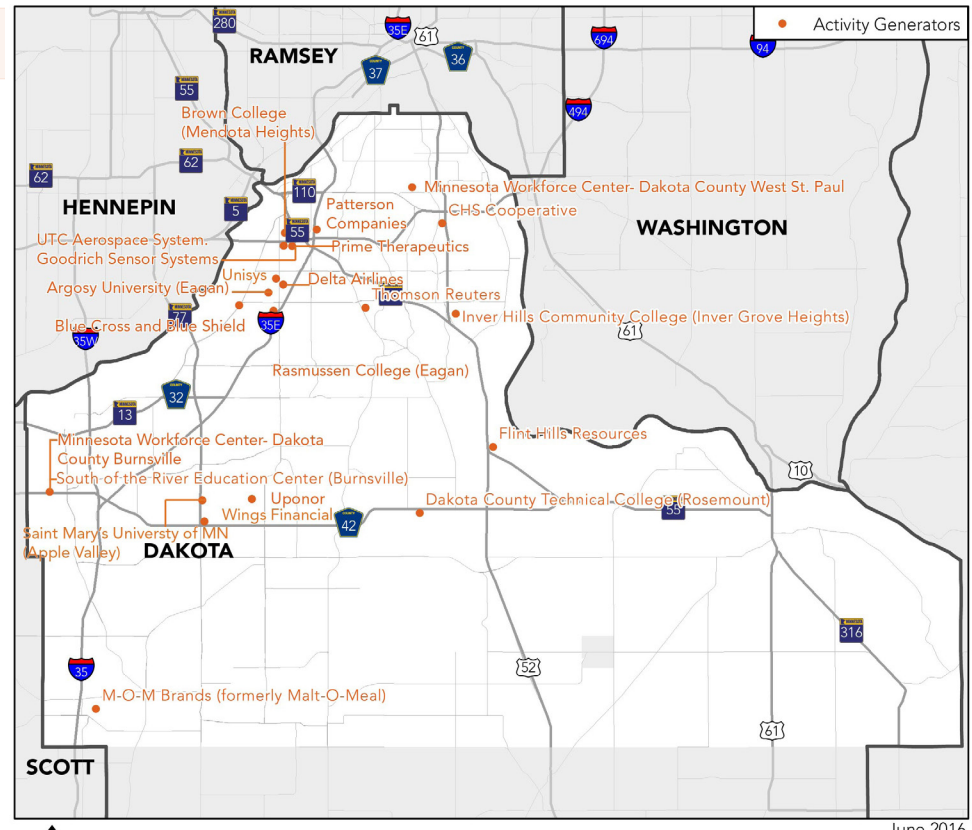 Activity Generators
280
35E
61
694
94
RAMSEY
36
37
55
494
Brown College
(Mendota Heights)
62
62
110
Minnesota Workforce Center- Dakota County West St. Paul
HENNEPIN
5
Patterson
Companies
CHS-Cooperative
WASHINGTON
55
UTC Aerospace System.
Goodrich Sensor Systems
Prime Therapeutics
Unisys
Delta Airlines
Argosy University (Eagan)
Thomson Reuters
77
Blue Cross and Blue Shield
35E
Inver Hills Community College (Inver Grove Heights)
61
35W
Rasmussen College (Eagan)
32
13
Flint Hills Resources
Minnesota Workforce Center- Dakota
County Burnsville
10
South of the River Education Center (Burnsville)
Uponor
Dakota County Technical College (Rosemount)
55
Wings Financial
42
Saint Mary's Universty of MN
(Apple Valley)
DAKOTA
316
35
52
M-O-M Brands (formerly Malt-O-Meal)
61
SCOTT
June 2016